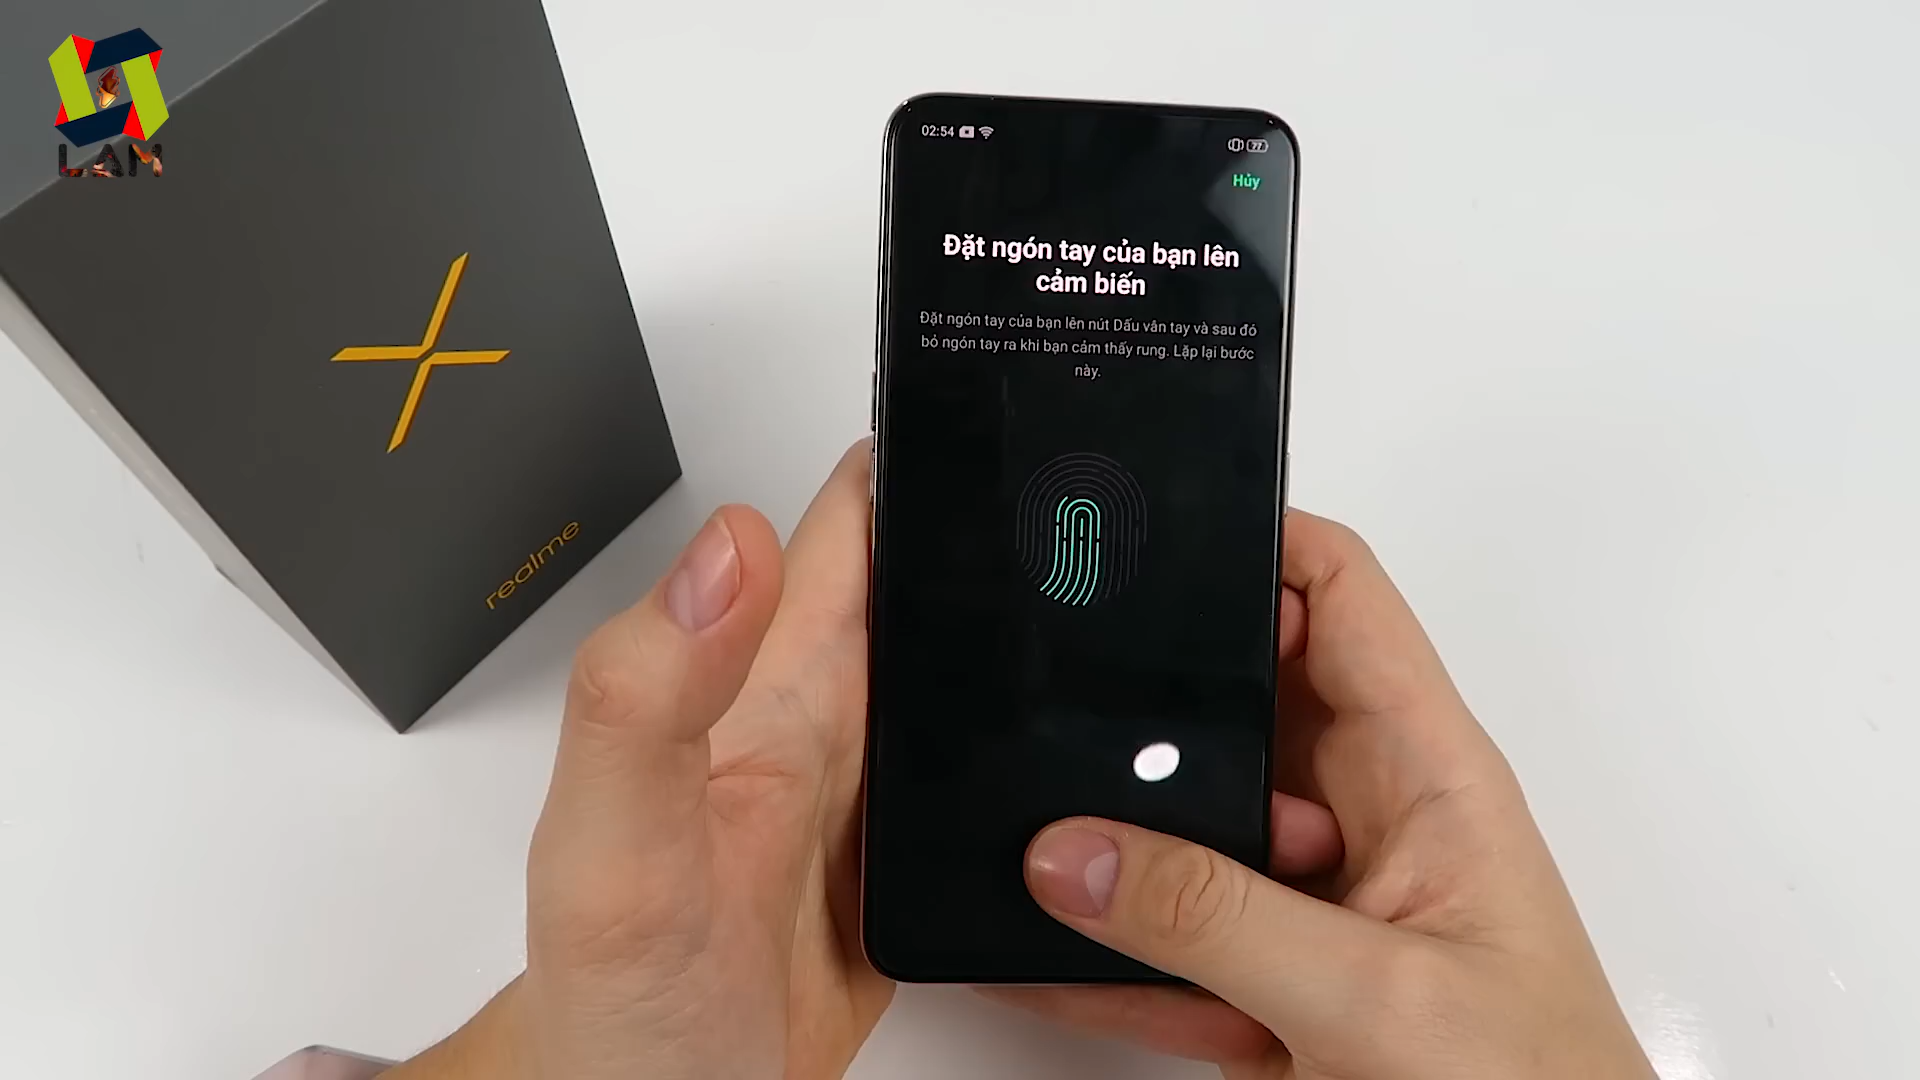 LAM
realme
02:54
77
Hủy
Đặt ngón tay của bạn lên
cảm biến
Đặt ngón tay của bạn lên nút Dấu vân tay và sau đó
bỏ ngón tay ra khi bạn cảm thấy rung. Lặp lại bước
này.